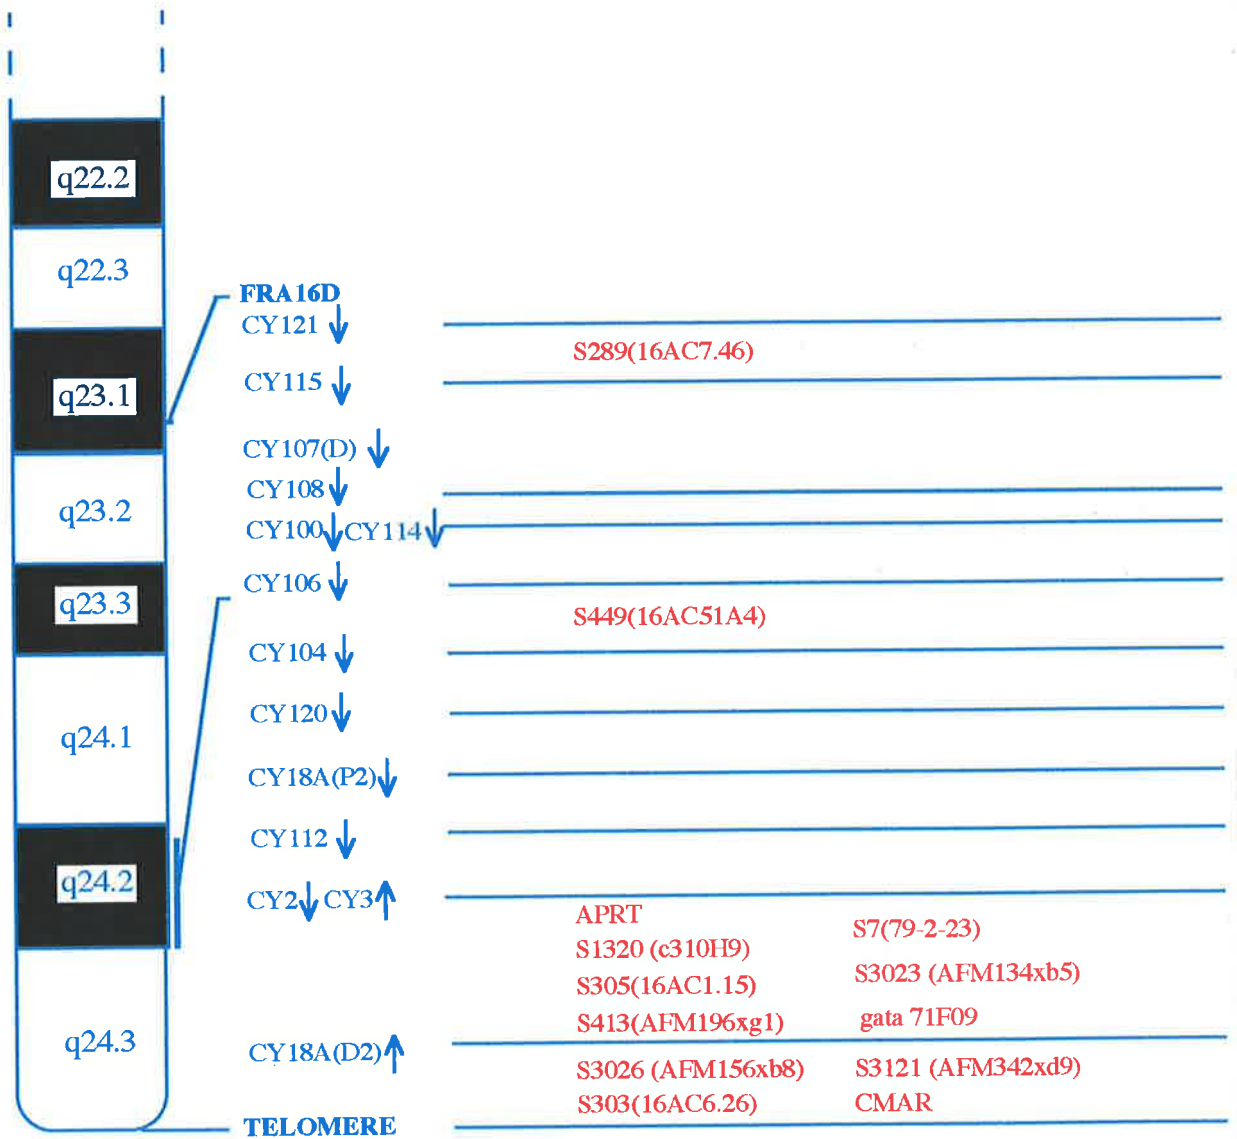 q22.2
q22.3
FRA16D
CY121
S289(16AC7.46)
CY115
q23.1
CY107(D)
CY108
q23.2
CY100 CY114
CY106
q23.3
S449(16AC51A4)
CY104
CY120
q24.1
CY18A(P2)
CY112
q24.2
CY2 CY3
APRT
S7(79-2-23)
S1320 (c310H9)
S3023 (AFM134xb5)
S305(16AC1.15)
S413(AFM196xg1)
gata 71F09
q24.3
CY18A(D2)
S3026 (AFM156xb8)
S3121 (AFM342xd9)
S303(16AC6.26)
CMAR
TELOMERE